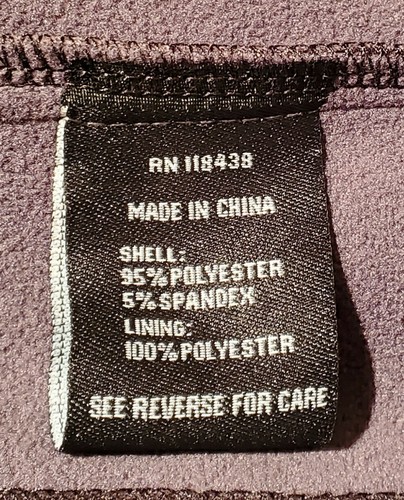 RN 118438
MADE IN CHINA
SHELL:
95% POLYESTER
5% SPANDEX
LINING:
100% POLYESTER
SEE REVERSE FOR CARE